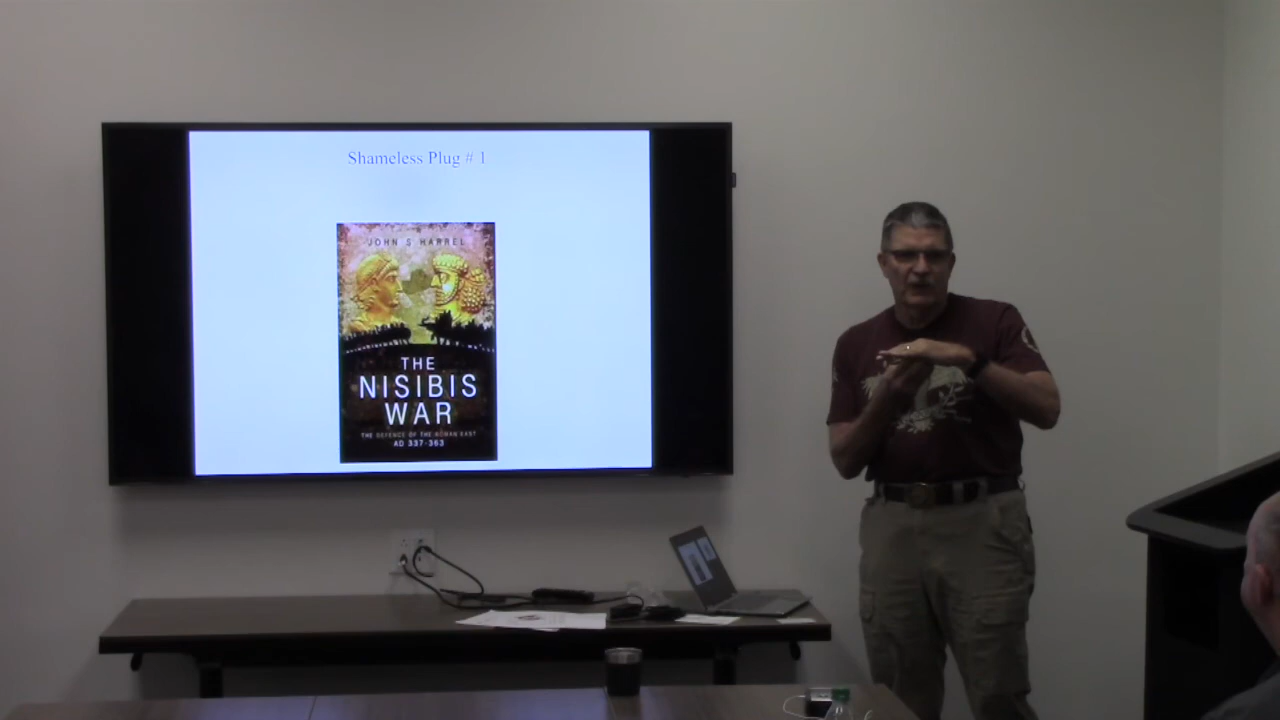 Shameless Plug # 1
JOHN S HARREL
THE
NISIBIS
WAR
THE DEFENCE OF THE ROMAN EAST
AD 337-363